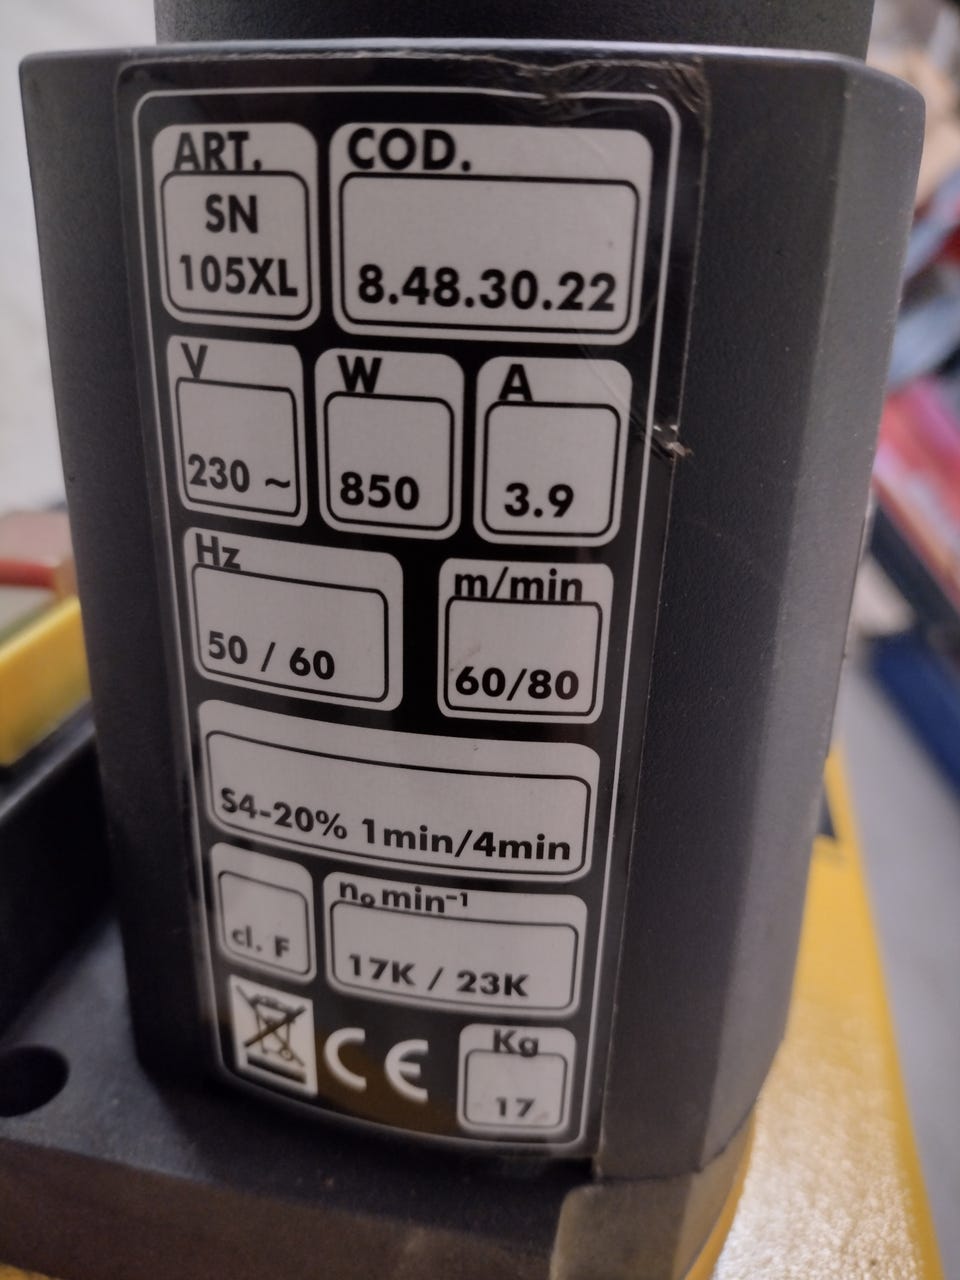 ART. COD.
SN
105XL
8.48.30.22
V W A
230 ~ 850 3.9
Hz m/min
50 / 60 60/80
S4-20% 1min/4min
n₀ min⁻¹
cl. F 17K / 23K
CE Kg
17